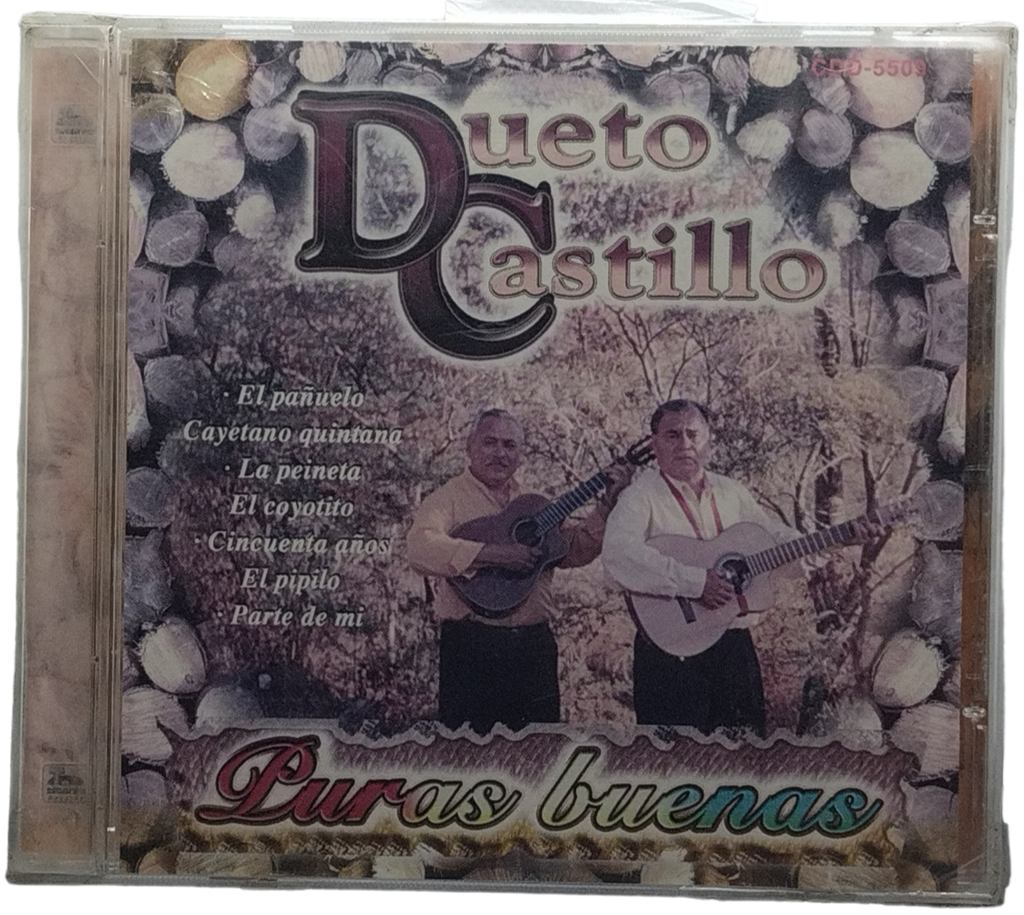 CDD-5509
Dueto
Castillo
· El pañuelo
Cayetano quintana
· La peineta
El coyotito
· Cincuenta años
El pipilo
· Parte de mi
Puras buenas